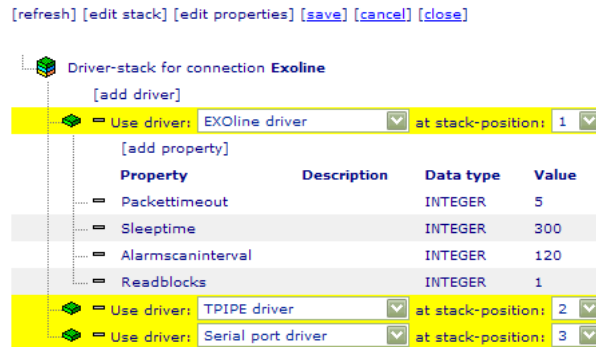 [refresh] [edit stack] [edit properties] [save] [cancel] [close]
Driver-stack for connection Exoline
[add driver]
Use driver: EXOline driver at stack-position: 1
[add property]
Property Description Data type Value
Packettimeout INTEGER 5
Sleeptime INTEGER 300
Alarmscaninterval INTEGER 120
Readblocks INTEGER 1
Use driver: TPIPE driver at stack-position: 2
Use driver: Serial port driver at stack-position: 3